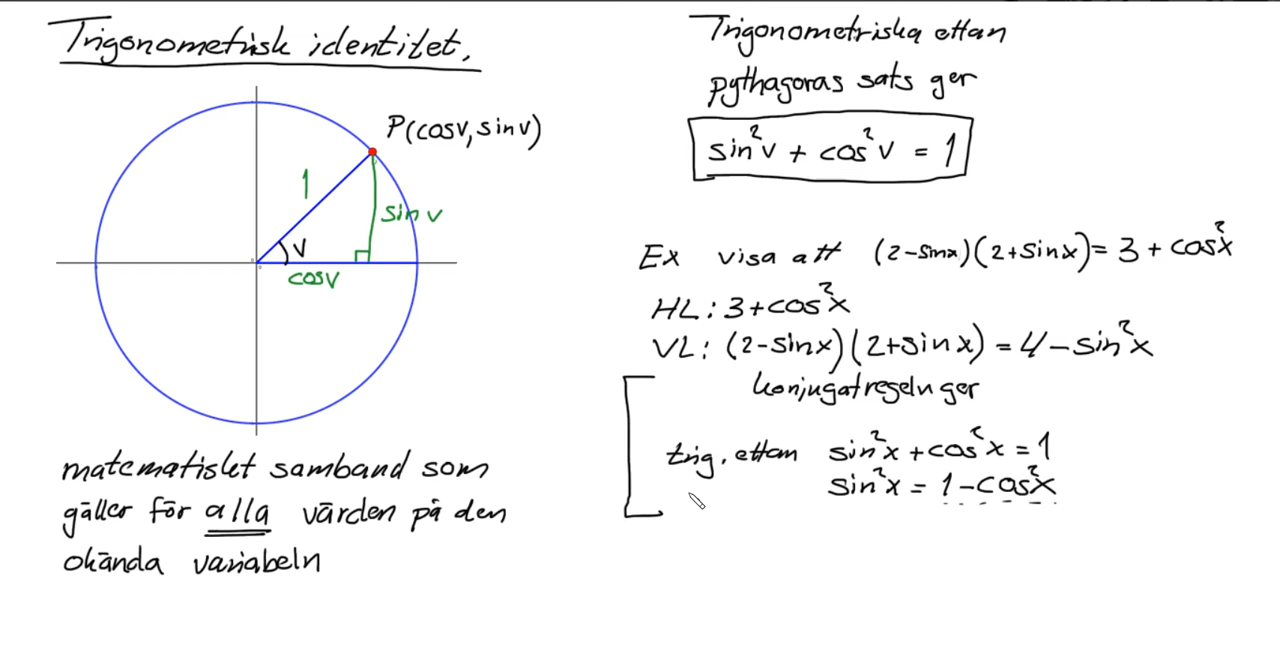 Trigonometrisk identitet.
P(cosv, sinv)
1
sin v
v
cosv
matematiskt samband som
gäller för alla värden på den
okända variabeln
Trigonometriska ettan
pythagoras sats ger
sin²v + cos²v = 1
Ex visa att (2-sinx)(2+sinx) = 3 + cos²x
HL: 3+cos²x
VL: (2-sinx)(2+sinx) = 4-sin²x
konjugatregeln ger
trig. ettan sin²x + cos²x = 1
sin²x = 1-cos²x